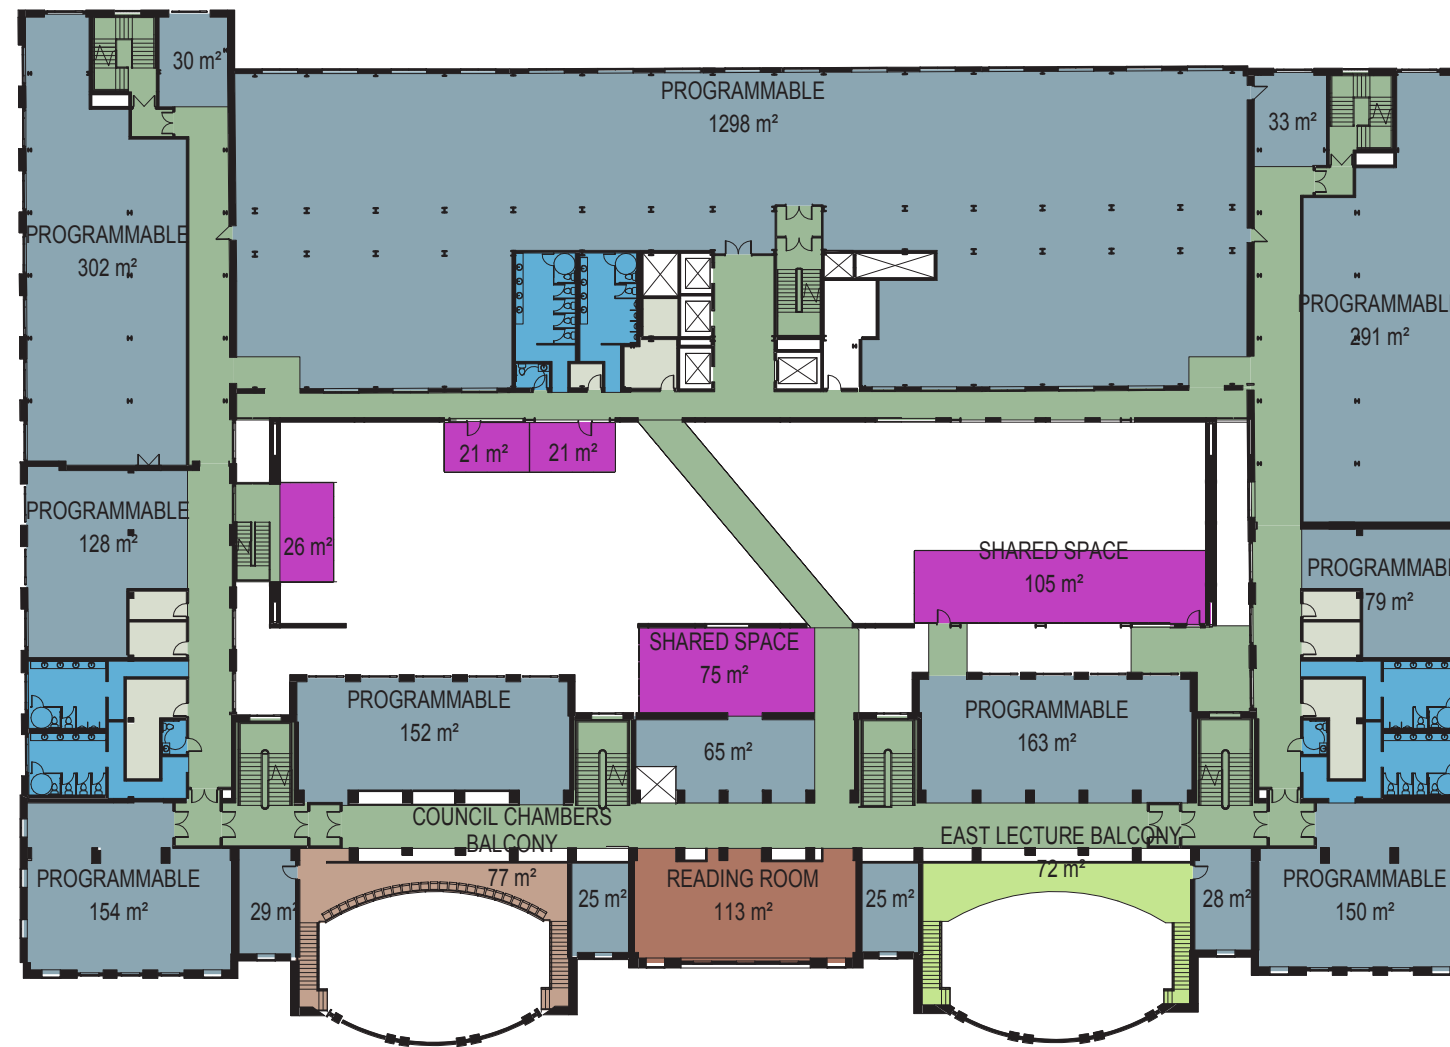 30 m²
PROGRAMMABLE
1298 m²
33 m²
PROGRAMMABLE
302 m²
PROGRAMMABLE
291 m²
21 m²
21 m²
PROGRAMMABLE
128 m²
26 m²
SHARED SPACE
105 m²
PROGRAMMABL
79 m²
SHARED SPACE
75 m²
PROGRAMMABLE
152 m²
PROGRAMMABLE
163 m²
65 m²
COUNCIL CHAMBERS
BALCONY
77 m²
EAST LECTURE BALCONY
72 m²
PROGRAMMABLE
154 m²
29 m²
25 m²
READING ROOM
113 m²
25 m²
28 m²
PROGRAMMABLE
150 m²